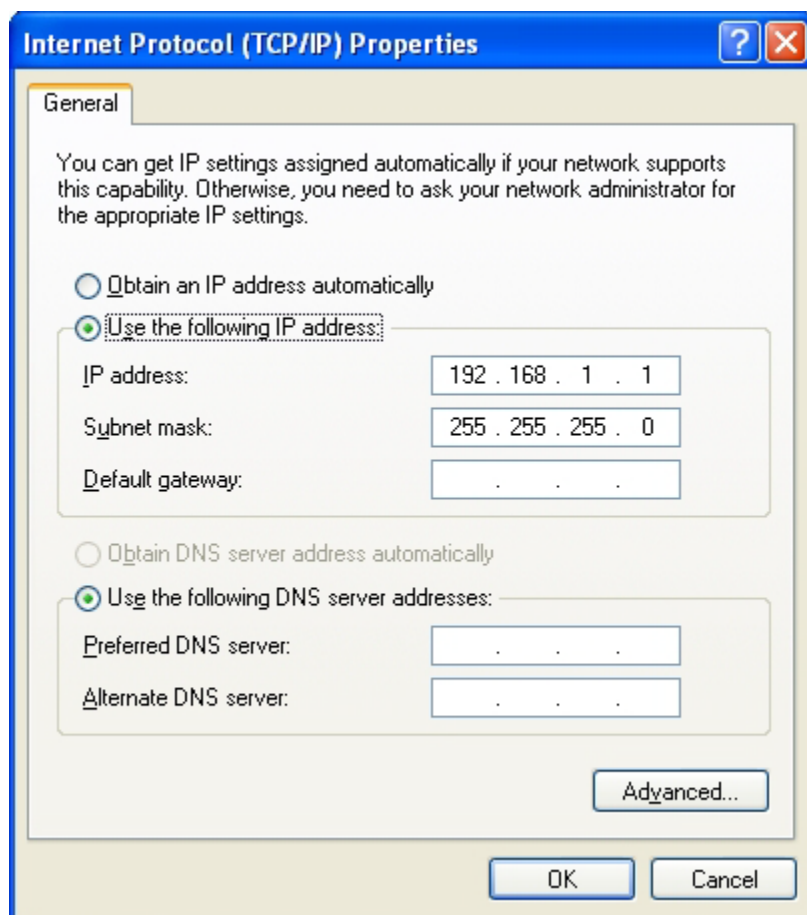 Internet Protocol (TCP/IP) Properties
General
You can get IP settings assigned automatically if your network supports
this capability. Otherwise, you need to ask your network administrator for
the appropriate IP settings.
Obtain an IP address automatically
Use the following IP address:
IP address: 192 . 168 . 1 . 1
Subnet mask: 255 . 255 . 255 . 0
Default gateway: . . .
Obtain DNS server address automatically
Use the following DNS server addresses:
Preferred DNS server: . . .
Alternate DNS server: . . .
Advanced...
OK Cancel